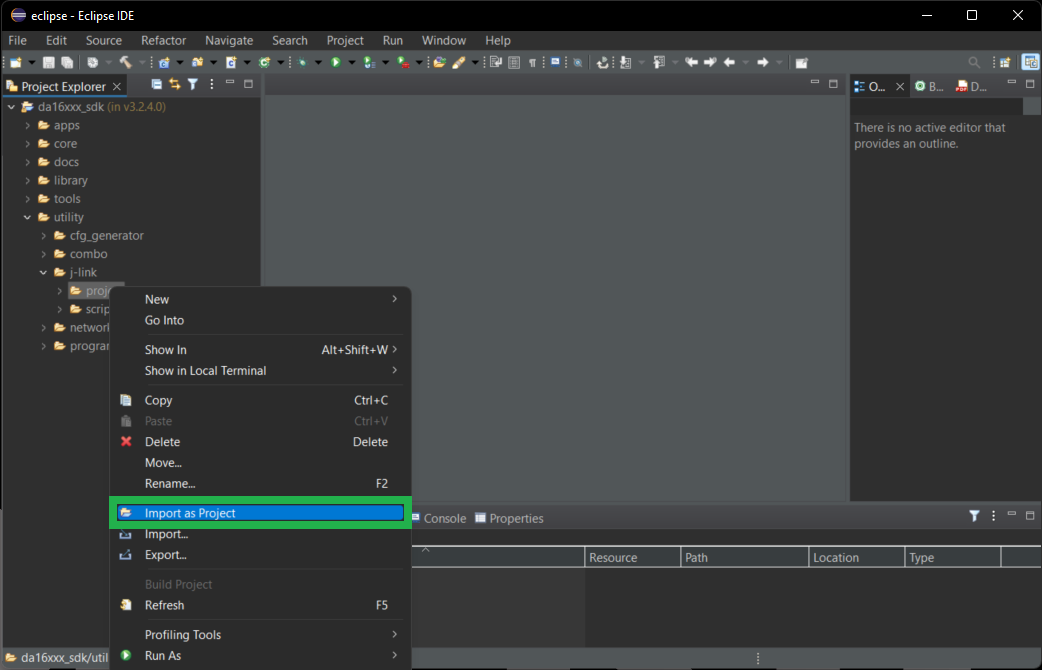 eclipse - Eclipse IDE
File Edit Source Refactor Navigate Search Project Run Window Help
Project Explorer
da16xxx_sdk (in v3.2.4.0)
apps
core
docs
library
tools
utility
cfg_generator
combo
j-link
proj
scrip
networ
program
New
Go Into
Show In Alt+Shift+W
Show in Local Terminal
Copy Ctrl+C
Paste Ctrl+V
Delete Delete
Move...
Rename... F2
Import as Project
Import...
Export...
Build Project
Refresh F5
Profiling Tools
Run As
O... B... D...
There is no active editor that
provides an outline.
Console Properties
Resource Path Location Type
da16xxx_sdk/util